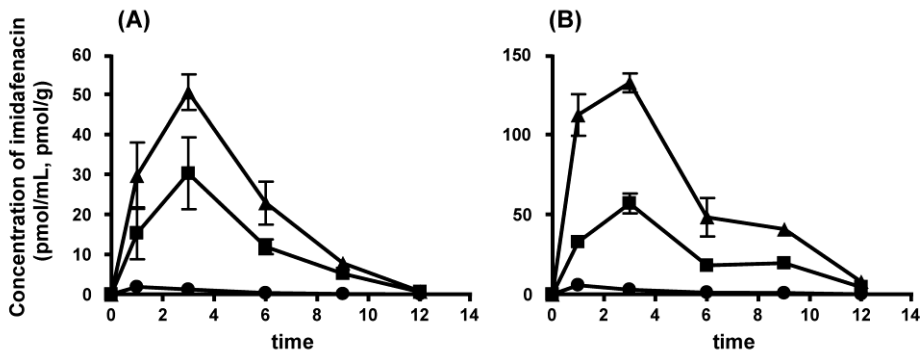 (A)
(B)
Concentration of imidafenacin
(pmol/mL, pmol/g)
60
50
40
30
20
10
0
0 2 4 6 8 10 12 14
time
150
100
50
0
0 2 4 6 8 10 12 14
time